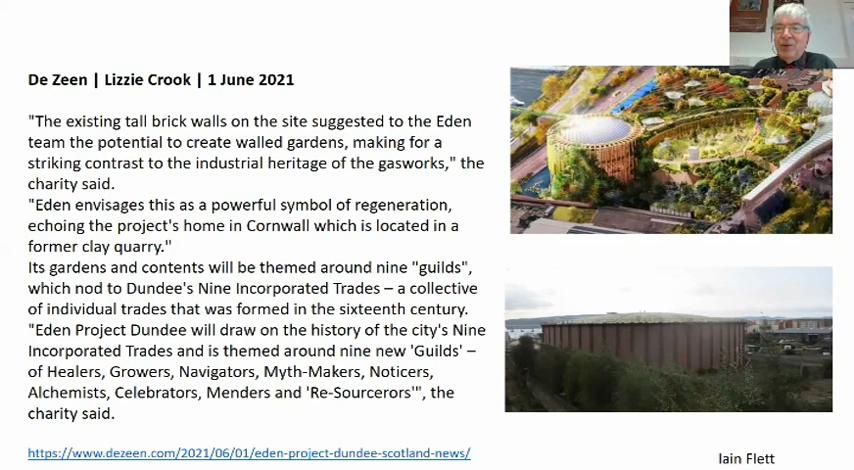 De Zeen | Lizzie Crook | 1 June 2021
"The existing tall brick walls on the site suggested to the Eden
team the potential to create walled gardens, making for a
striking contrast to the industrial heritage of the gasworks," the
charity said.
"Eden envisages this as a powerful symbol of regeneration,
echoing the project's home in Cornwall which is located in a
former clay quarry."
Its gardens and contents will be themed around nine "guilds",
which nod to Dundee's Nine Incorporated Trades – a collective
of individual trades that was formed in the sixteenth century.
"Eden Project Dundee will draw on the history of the city's Nine
Incorporated Trades and is themed around nine new 'Guilds' –
of Healers, Growers, Navigators, Myth-Makers, Noticers,
Alchemists, Celebrators, Menders and 'Re-Sourcerors'", the
charity said.
https://www.dezeen.com/2021/06/01/eden-project-dundee-scotland-news/
Iain Flett